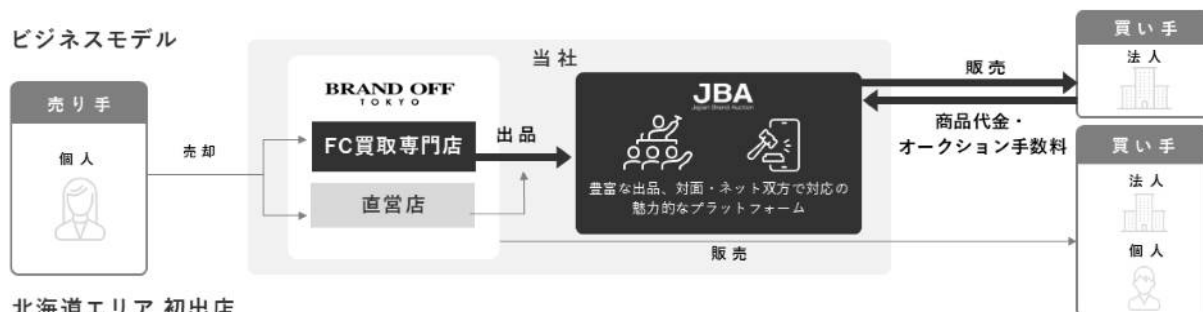 ビジネスモデル
売り手
個人
売却
当社
BRAND OFF
TOKYO
FC買取専門店
直営店
出品
JBA
Japan Brand Auction
豊富な出品、対面・ネット双方で対応の
魅力的なプラットフォーム
販売
商品代金・
オークション手数料
販売
買い手
法人
買い手
法人
個人
北海道エリア 初出店